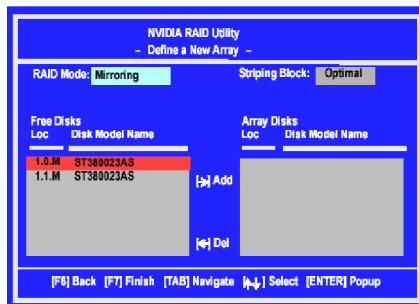 NVIDIA RAID Utility
- Define a New Array -
RAID Mode: Mirroring Striping Block: Optimal
Free Disks Array Disks
Loc Disk Model Name Loc Disk Model Name
1.0.M ST380023AS
1.1.M ST380023AS
[→] Add
[←] Del
[F6] Back [F7] Finish [TAB] Navigate [↑↓] Select [ENTER] Popup